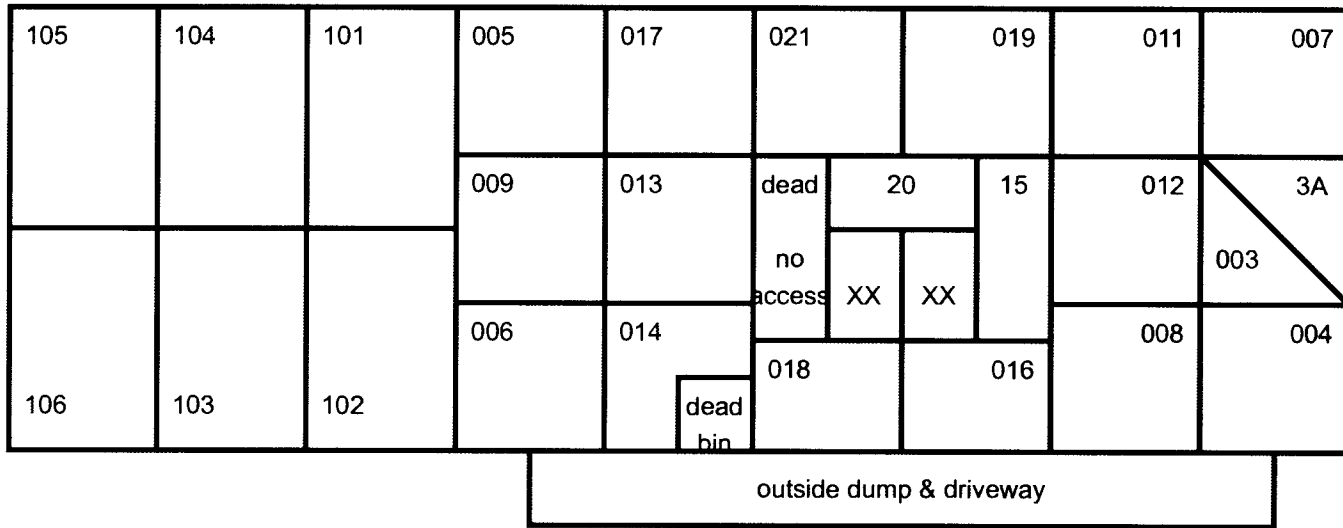 105 104 101 005 017 021 019 011 007
009 013 dead 20 15 012 3A
no 003
access XX XX
006 014 008 004
018 016
106 103 102 dead
bin
outside dump & driveway